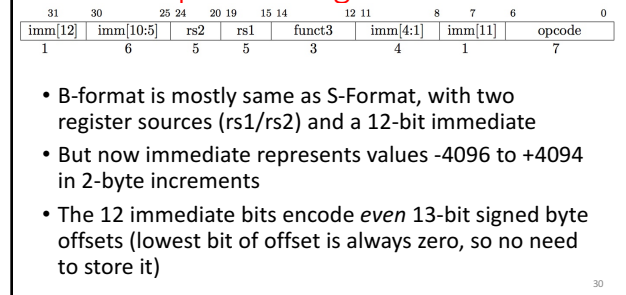 31 30 25 24 20 19 15 14 12 11 8 7 6 0
imm[12] imm[10:5] rs2 rs1 funct3 imm[4:1] imm[11] opcode
1 6 5 5 3 4 1 7
• B-format is mostly same as S-Format, with two
register sources (rs1/rs2) and a 12-bit immediate
• But now immediate represents values -4096 to +4094
in 2-byte increments
• The 12 immediate bits encode even 13-bit signed byte
offsets (lowest bit of offset is always zero, so no need
to store it)
30